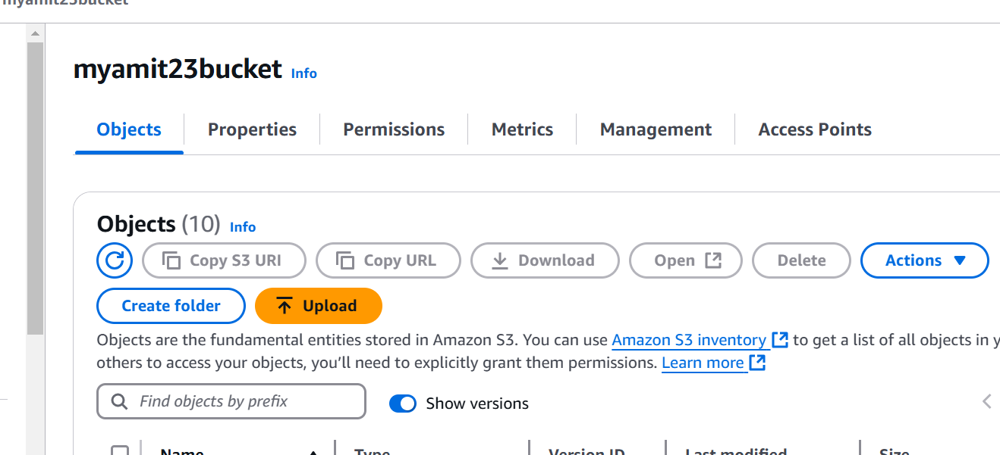 myamit23bucket
myamit23bucket Info
Objects Properties Permissions Metrics Management Access Points
Objects (10) Info
Copy S3 URI Copy URL Download Open Delete Actions
Create folder Upload
Objects are the fundamental entities stored in Amazon S3. You can use Amazon S3 inventory to get a list of all objects in y
others to access your objects, you'll need to explicitly grant them permissions. Learn more
Find objects by prefix Show versions
Name Type Version ID Last modified Size